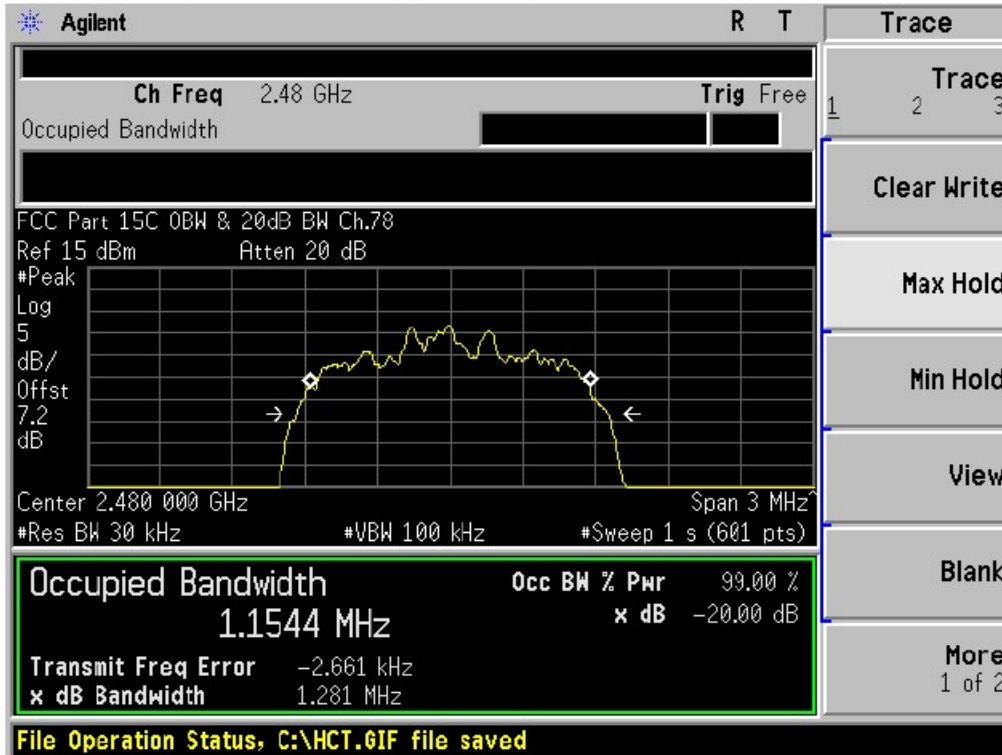 Agilent R T Trace
Ch Freq 2.48 GHz Trig Free
Occupied Bandwidth
FCC Part 15C OBW & 20dB BW Ch.78
Ref 15 dBm Atten 20 dB
#Peak
Log
5
dB/
Offst
7.2
dB
Center 2.480 000 GHz Span 3 MHz^
#Res BW 30 kHz #VBW 100 kHz #Sweep 1 s (601 pts)
Occupied Bandwidth Occ BW % Pwr 99.00 %
1.1544 MHz x dB -20.00 dB
Transmit Freq Error -2.661 kHz
x dB Bandwidth 1.281 MHz
File Operation Status, C:\HCT.GIF file saved
Trace
1 2 3
Clear Write
Max Hold
Min Hold
View
Blank
More
1 of 2